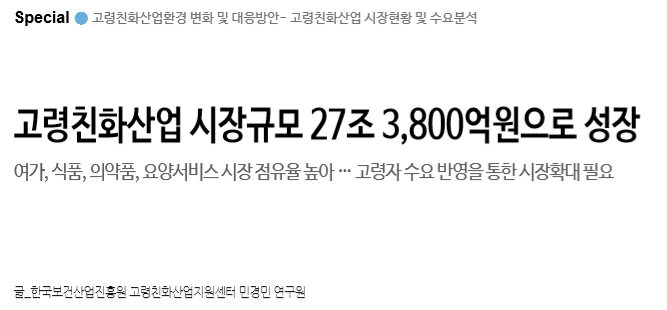 Special ● 고령친화산업환경 변화 및 대응방안- 고령친화산업 시장현황 및 수요분석
고령친화산업 시장규모 27조 3,800억원으로 성장
여가, 식품, 의약품, 요양서비스 시장 점유율 높아 … 고령자 수요 반영을 통한 시장확대 필요
글_한국보건산업진흥원 고령친화산업지원센터 민경민 연구원